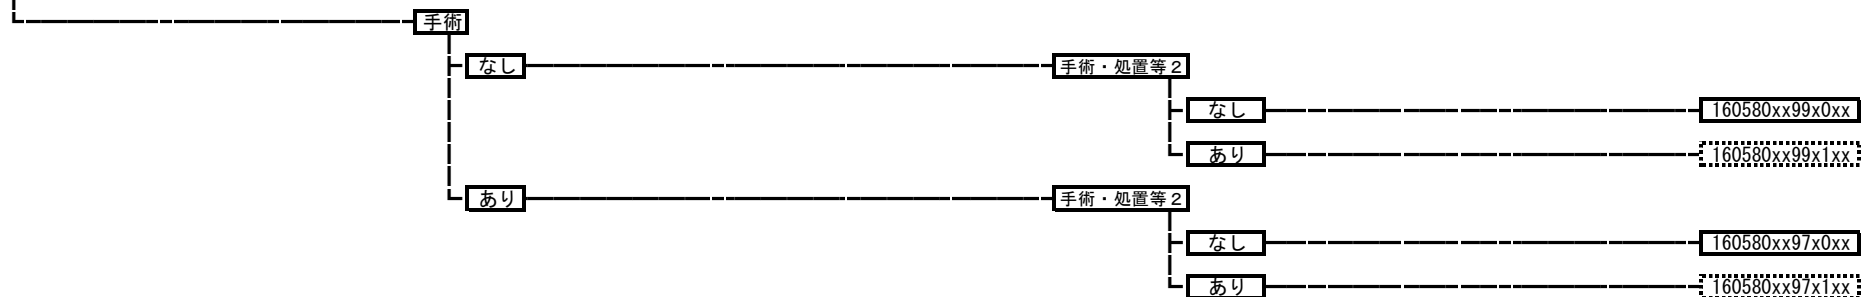 手術
なし 手術・処置等２
なし 160580xx99x0xx
あり 160580xx99x1xx
あり 手術・処置等２
なし 160580xx97x0xx
あり 160580xx97x1xx